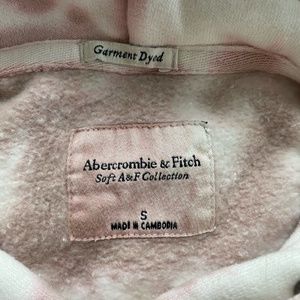 Garment Dyed
Abercrombie & Fitch
Soft A&F Collection
S
MADE IN CAMBODIA